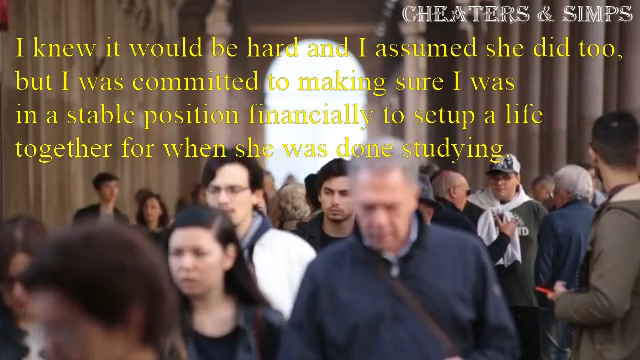 CHEATERS & SIMPS
I knew it would be hard and I assumed she did too,
but I was committed to making sure I was
in a stable position financially to setup a life
together for when she was done studying.